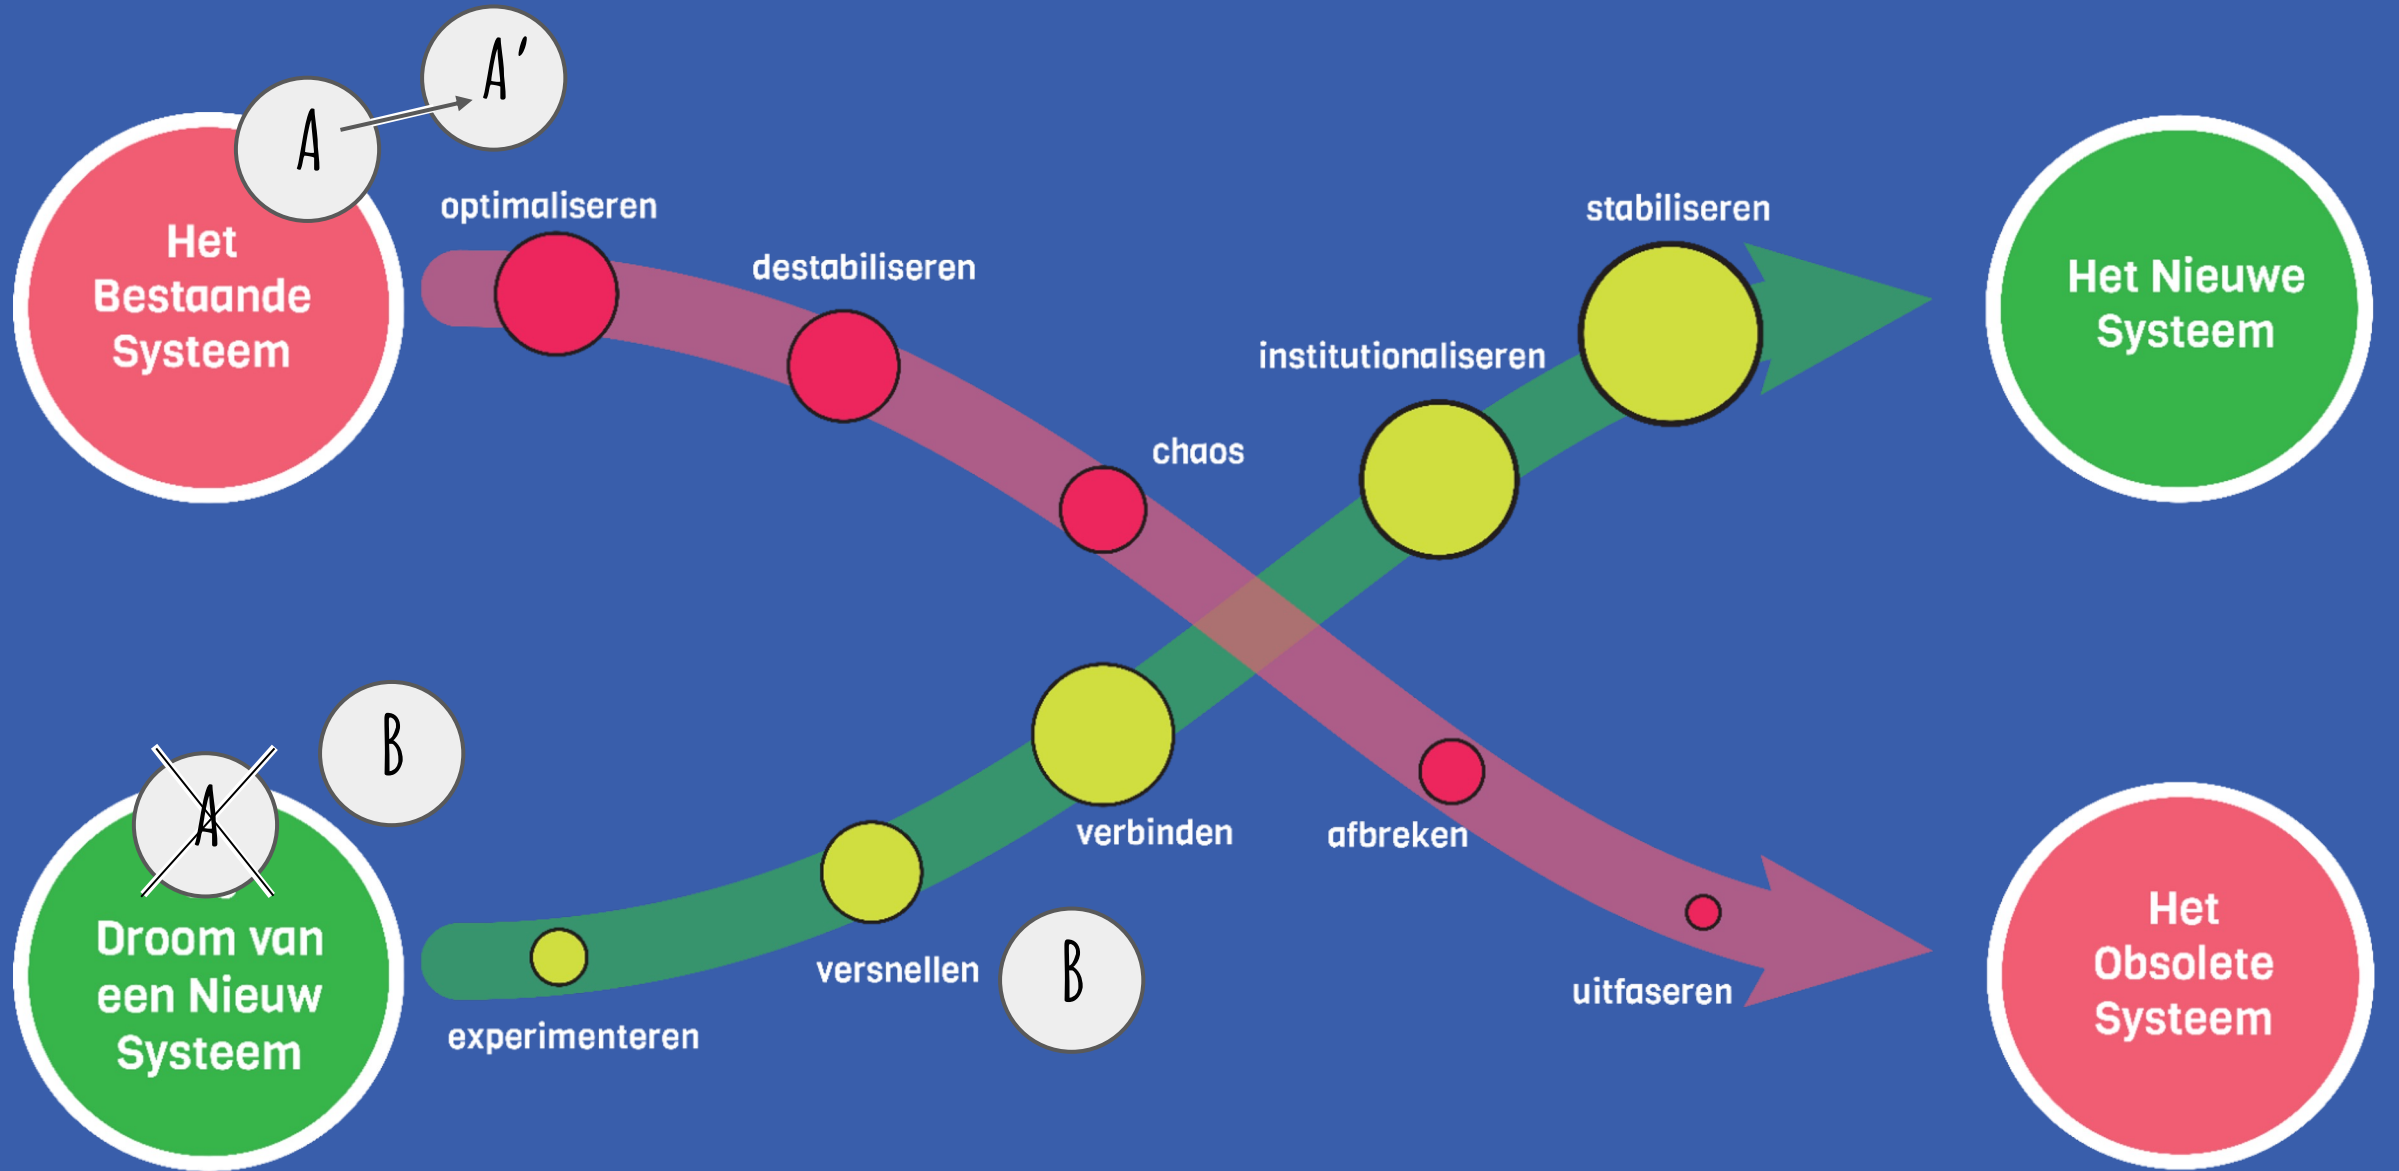 A
A'
Het
Bestaande
Systeem
optimaliseren
destabiliseren
chaos
institutionaliseren
stabiliseren
Het Nieuwe
Systeem
A
B
Droom van
een Nieuw
Systeem
experimenteren
versnellen
B
verbinden
afbreken
uitfaseren
Het
Obsolete
Systeem